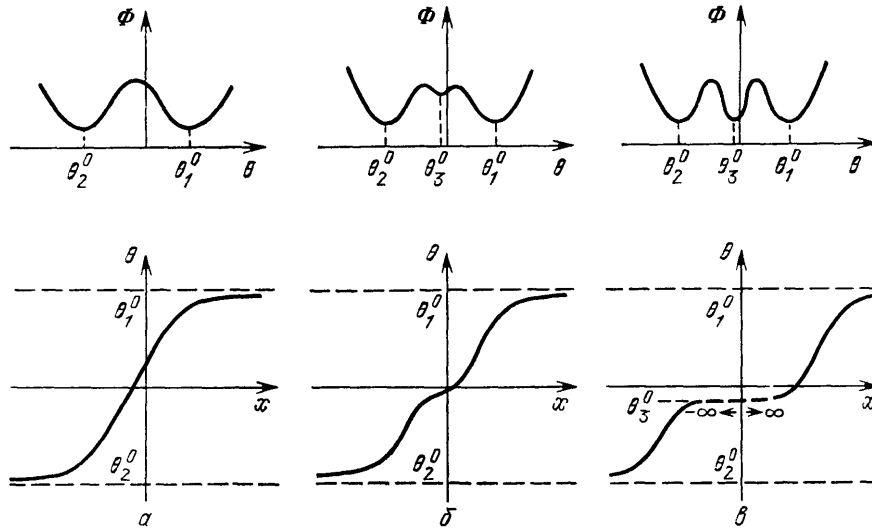 Φ Φ Φ
θ₂⁰ θ₁⁰ θ θ₂⁰ θ₃⁰ θ₁⁰ θ θ₂⁰ θ₃⁰ θ₁⁰ θ
θ θ θ
θ₁⁰ θ₁⁰ θ₁⁰
x x x
θ₃⁰ -∞ ∞
θ₂⁰ θ₂⁰ θ₂⁰
а б в